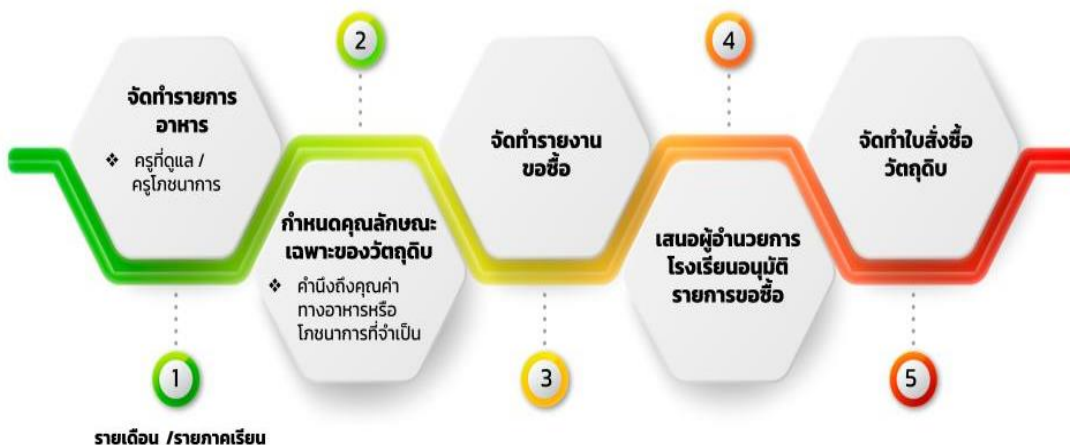 จัดทำรายการ
อาหาร
❖ ครูที่ดูแล /
ครูโภชนาการ
1
รายเดือน /รายภาคเรียน
2
กำหนดคุณลักษณะ
เฉพาะของวัตถุดิบ
❖ คำนึงถึงคุณค่า
ทางอาหารหรือ
โภชนาการที่จำเป็น
จัดทำรายงาน
ขอซื้อ
3
4
เสนอผู้อำนวยการ
โรงเรียนอนุมัติ
รายการขอซื้อ
จัดทำใบสั่งซื้อ
วัตถุดิบ
5